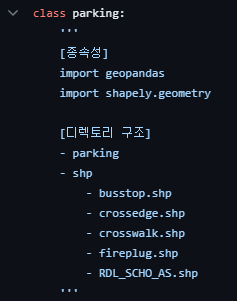 class parking:
'''
[종속성]
import geopandas
import shapely.geometry
[디렉토리 구조]
- parking
- shp
- busstop.shp
- crossedge.shp
- crosswalk.shp
- fireplug.shp
- RDL_SCHO_AS.shp
'''